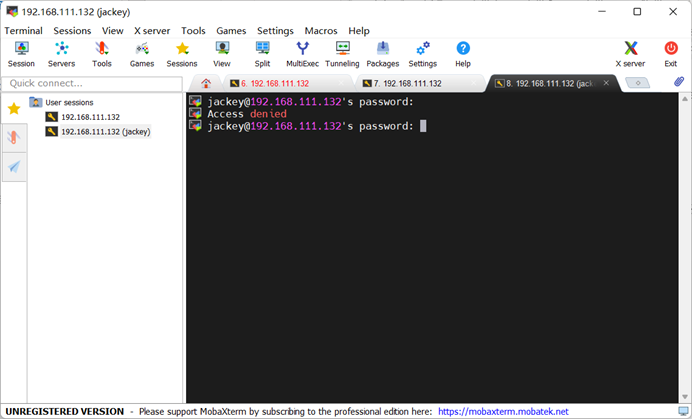 192.168.111.132 (jackey)
Terminal Sessions View X server Tools Games Settings Macros Help
Session Servers Tools Games Sessions View Split MultiExec Tunneling Packages Settings Help X server Exit
Quick connect...
6. 192.168.111.132
7. 192.168.111.132
8. 192.168.111.132 (jack
User sessions
192.168.111.132
192.168.111.132 (jackey)
jackey@192.168.111.132's password:
Access denied
jackey@192.168.111.132's password:
UNREGISTERED VERSION - Please support MobaXterm by subscribing to the professional edition here: https://mobaxterm.mobatek.net